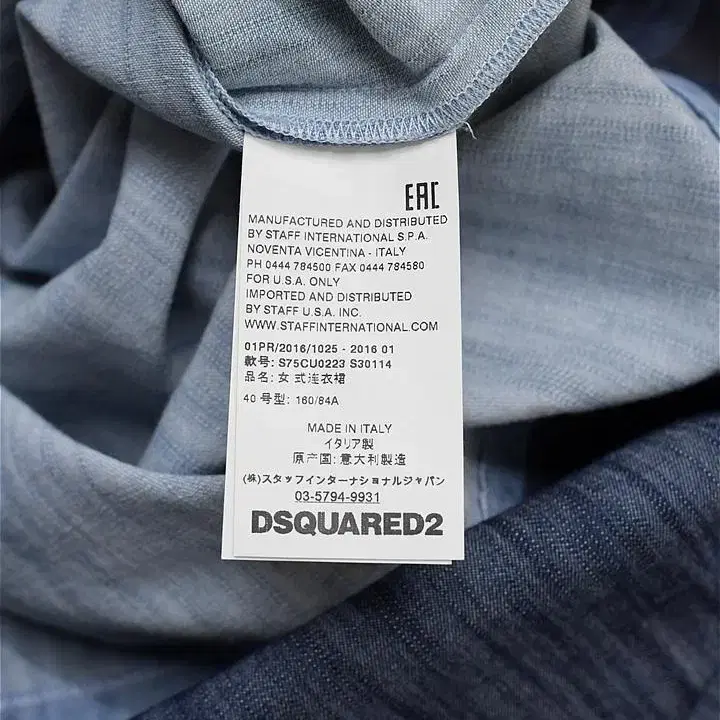 EAC
MANUFACTURED AND DISTRIBUTED
BY STAFF INTERNATIONAL S.P.A.
NOVENTA VICENTINA - ITALY
PH 0444 784500 FAX 0444 784580
FOR U.S.A. ONLY
IMPORTED AND DISTRIBUTED
BY STAFF U.S.A. INC.
WWW.STAFFINTERNATIONAL.COM
01PR/2016/1025 - 2016 01
款号: S75CU0223 S30114
品名: 女 式连衣裙
40 号型: 160/84A
MADE IN ITALY
イタリア製
原产国: 意大利製造
(株)スタッフインターナショナルジャパン
03-5794-9931
DSQUARED2